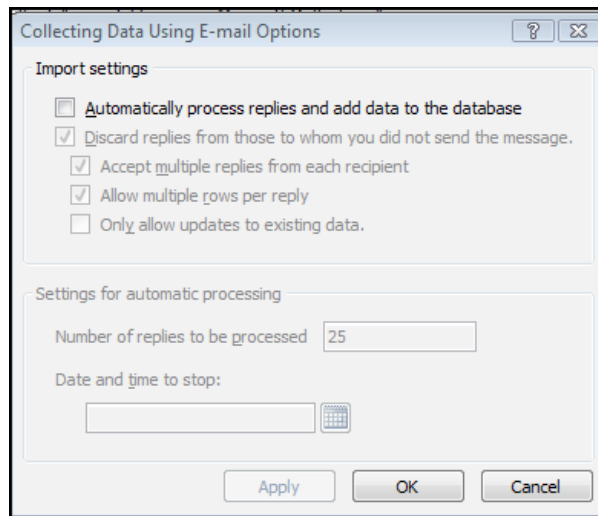 Collecting Data Using E-mail Options
Import settings
Automatically process replies and add data to the database
Discard replies from those to whom you did not send the message.
Accept multiple replies from each recipient
Allow multiple rows per reply
Only allow updates to existing data.
Settings for automatic processing
Number of replies to be processed 25
Date and time to stop:
Apply OK Cancel